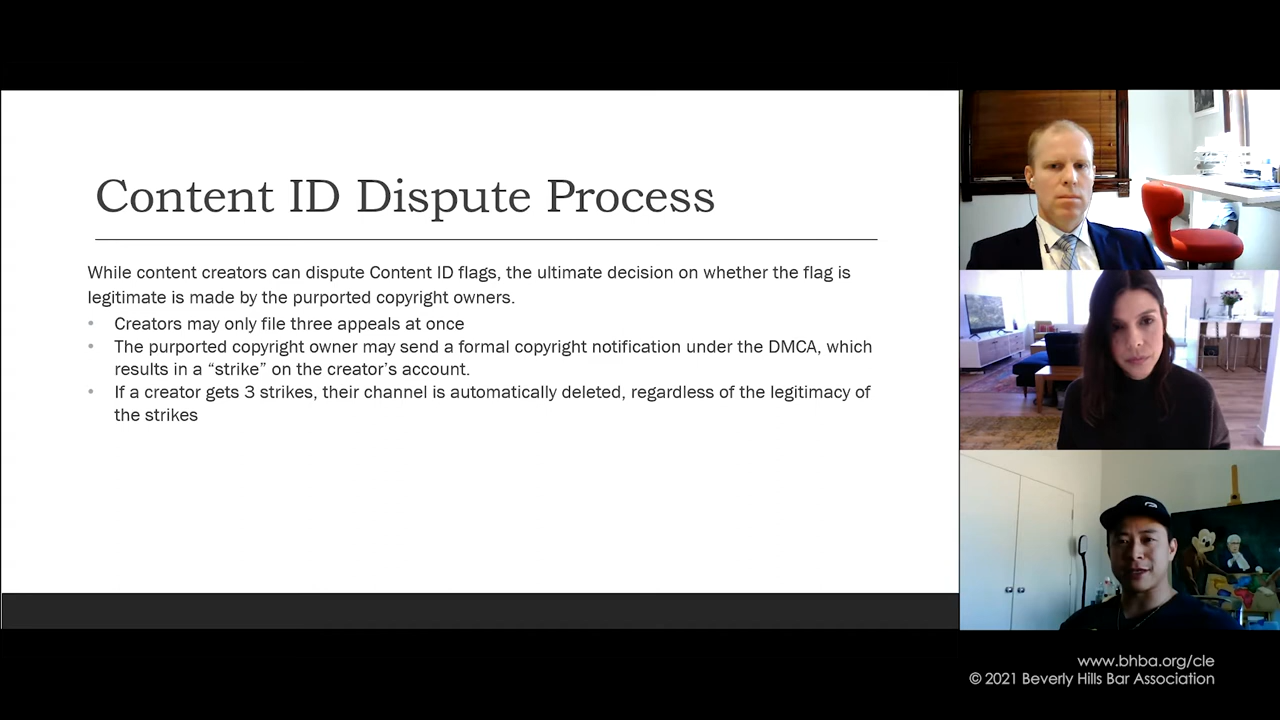 Content ID Dispute Process
While content creators can dispute Content ID flags, the ultimate decision on whether the flag is
legitimate is made by the purported copyright owners.
• Creators may only file three appeals at once
• The purported copyright owner may send a formal copyright notification under the DMCA, which
results in a “strike” on the creator’s account.
• If a creator gets 3 strikes, their channel is automatically deleted, regardless of the legitimacy of
the strikes
www.bhba.org/cle
© 2021 Beverly Hills Bar Association